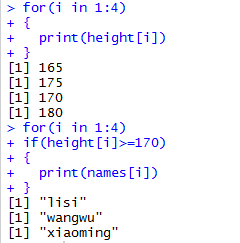 > for(i in 1:4)
+ {
+   print(height[i])
+ }
[1] 165
[1] 175
[1] 170
[1] 180
> for(i in 1:4)
+ if(height[i]>=170)
+ {
+   print(names[i])
+ }
[1] "lisi"
[1] "wangwu"
[1] "xiaoming"